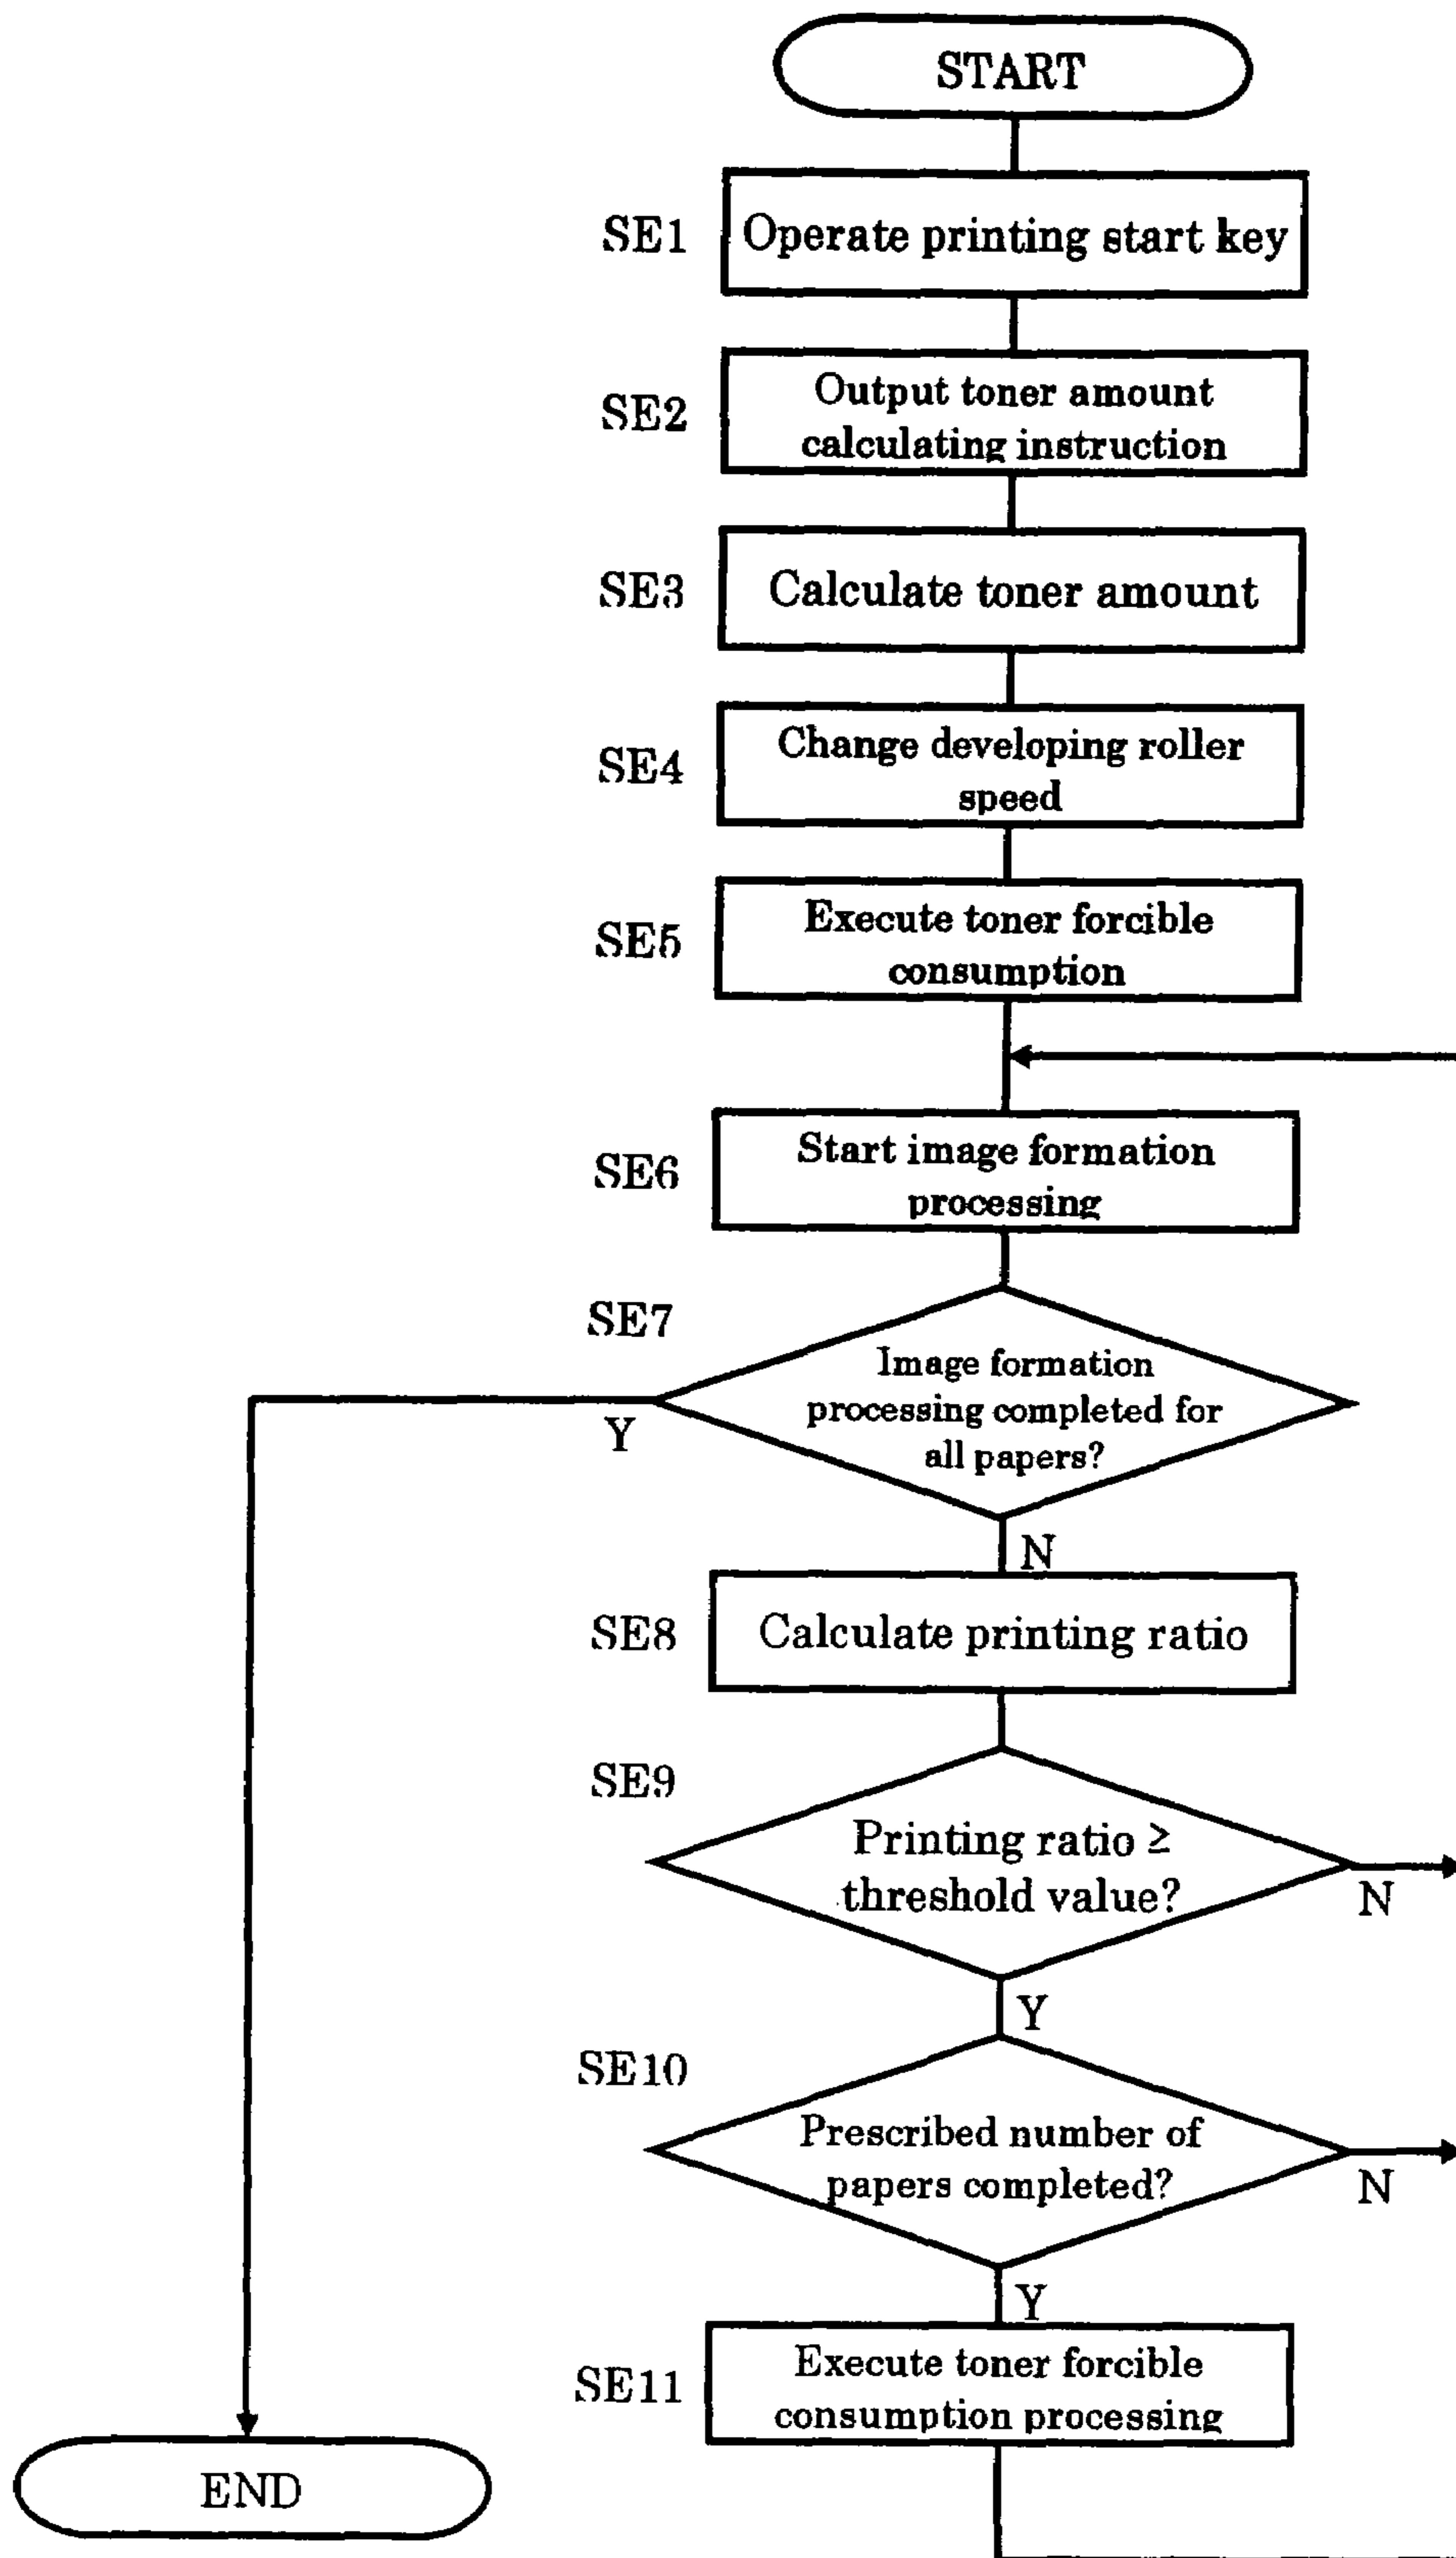 START
SE1
Operate printing start key
SE2
Output toner amount
calculating instruction
SE3
Calculate toner amount
SE4
Change developing roller
speed
SE5
Execute toner forcible
consumption
SE6
Start image formation
processing
SE7
Image formation
processing completed for
all papers?
Y
N
SE8
Calculate printing ratio
SE9
Printing ratio ≥
threshold value?
N
Y
SE10
Prescribed number of
papers completed?
N
Y
SE11
Execute toner forcible
consumption processing
END